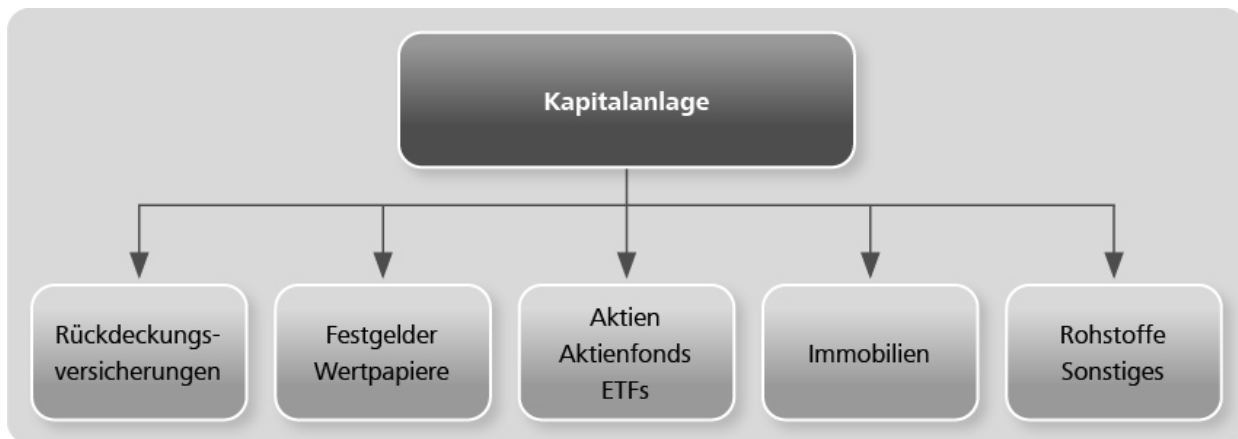 Kapitalanlage
Rückdeckungs-
versicherungen
Festgelder
Wertpapiere
Aktien
Aktienfonds
ETFs
Immobilien
Rohstoffe
Sonstiges